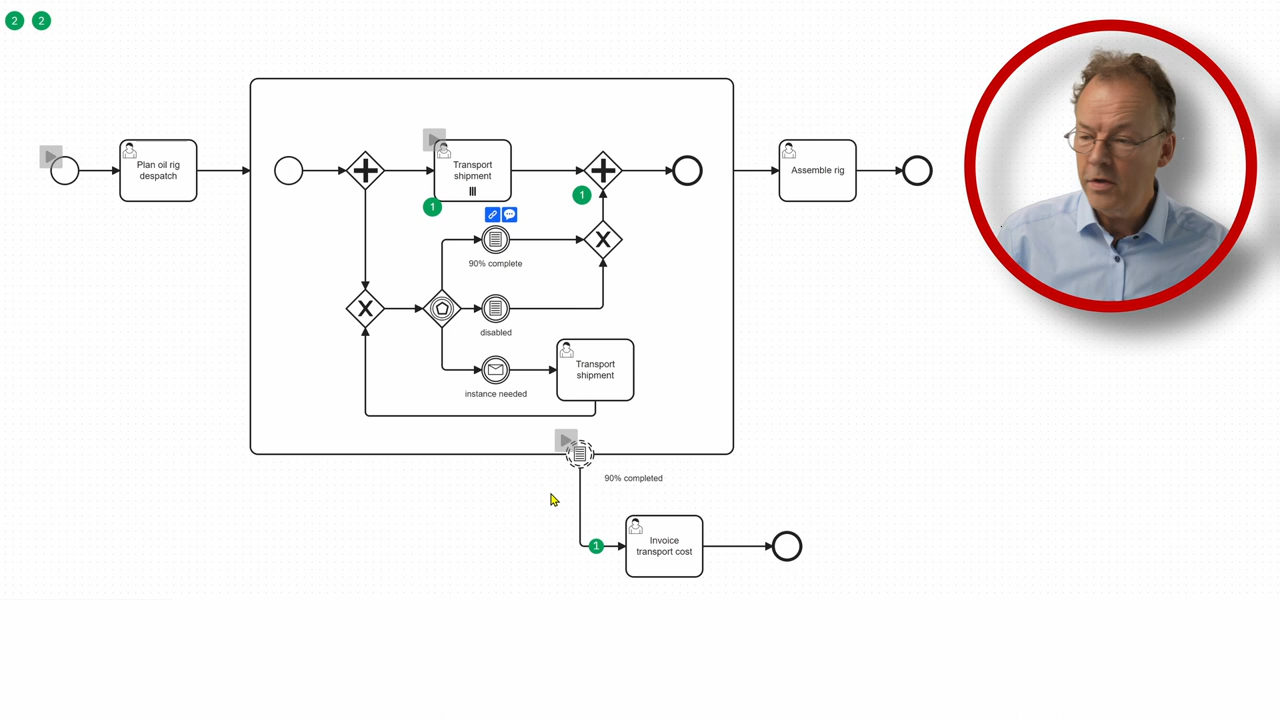 2 2
Plan oil rig
despatch
Transport
shipment
Assemble rig
1
1
90% complete
disabled
Transport
shipment
instance needed
90% completed
1
Invoice
transport cost